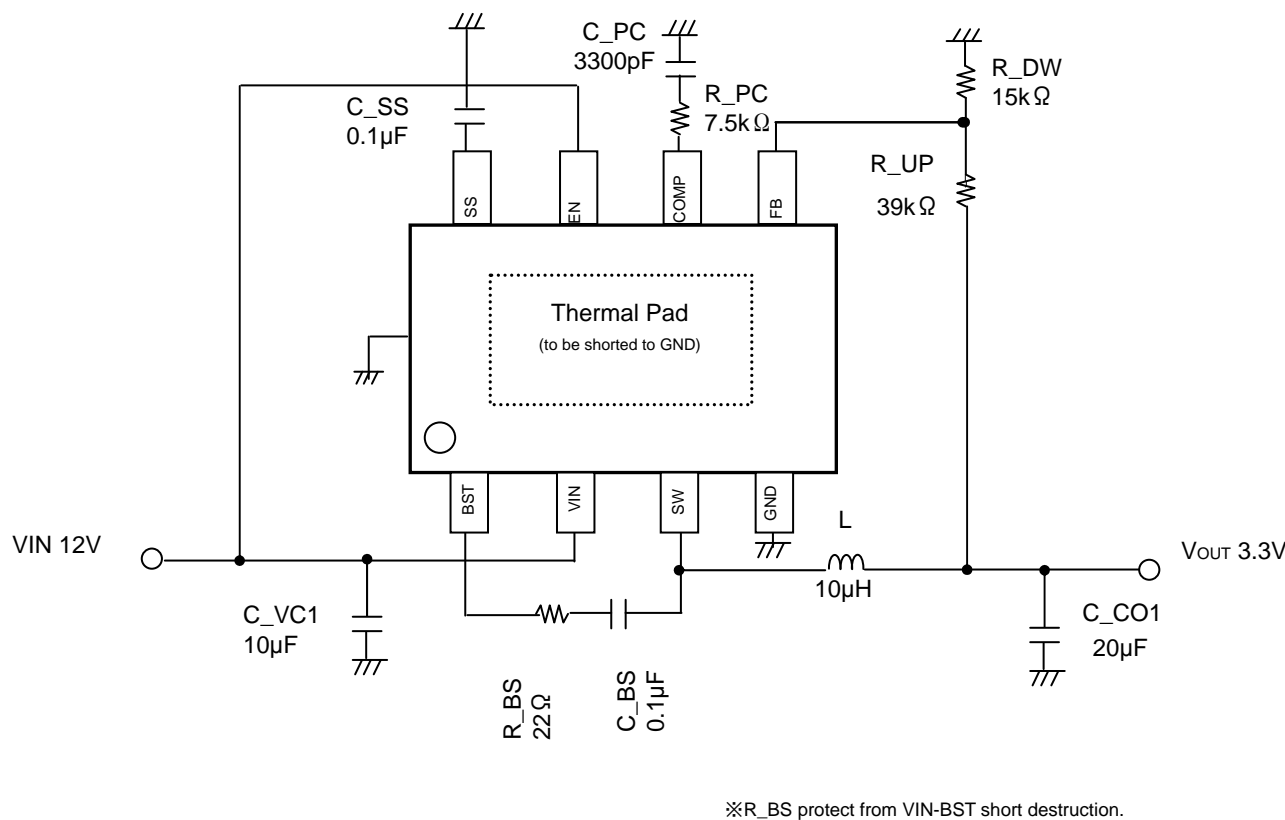 C_PC
3300pF
R_DW
15kΩ
C_SS
0.1µF
R_PC
7.5kΩ
R_UP
39kΩ
SS
EN
COMP
FB
Thermal Pad
(to be shorted to GND)
BST
VIN
SW
GND
VIN 12V
L
10µH
VOUT 3.3V
C_VC1
10µF
C_CO1
20µF
R_BS
22Ω
C_BS
0.1µF
※R_BS protect from VIN-BST short destruction.